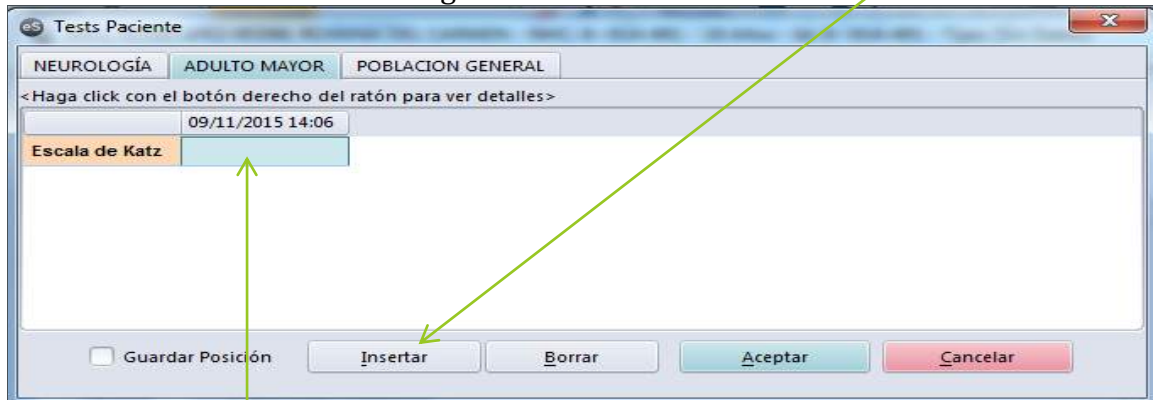 Tests Paciente
NEUROLOGÍA ADULTO MAYOR POBLACION GENERAL
<Haga click con el botón derecho del ratón para ver detalles>
09/11/2015 14:06
Escala de Katz
Guardar Posición Insertar Borrar Aceptar Cancelar